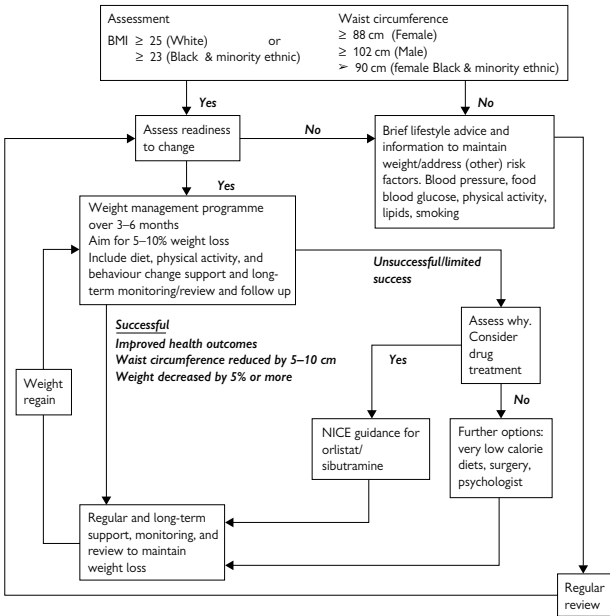 Assessment
BMI ≥ 25 (White) or
≥ 23 (Black & minority ethnic)
Waist circumference
≥ 88 cm (Female)
≥ 102 cm (Male)
➢ 90 cm (female Black & minority ethnic)
Yes
No
Assess readiness
to change
No
Brief lifestyle advice and
information to maintain
weight/address (other) risk
factors. Blood pressure, food
blood glucose, physical activity,
lipids, smoking
Yes
Weight management programme
over 3–6 months
Aim for 5–10% weight loss
Include diet, physical activity, and
behaviour change support and long-
term monitoring/review and follow up
Unsuccessful/limited
success
Successful
Improved health outcomes
Waist circumference reduced by 5–10 cm
Weight decreased by 5% or more
Assess why.
Consider
drug
treatment
Yes
No
Weight
regain
NICE guidance for
orlistat/
sibutramine
Further options:
very low calorie
diets, surgery,
psychologist
Regular and long-term
support, monitoring, and
review to maintain
weight loss
Regular
review